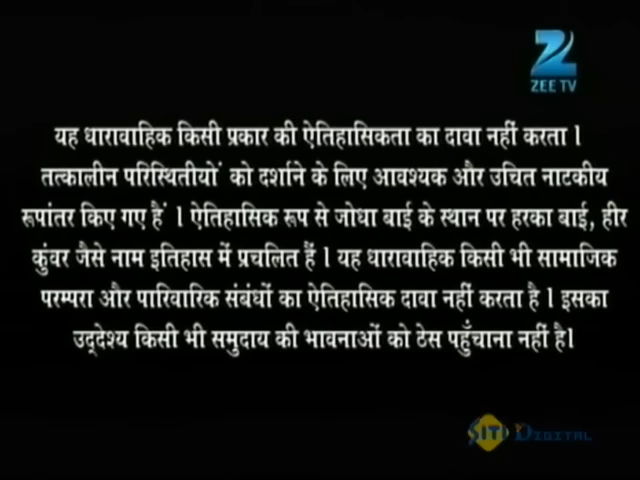 ZEE TV
यह धारावाहिक किसी प्रकार की ऐतिहासिकता का दावा नहीं करता ।
तत्कालीन परिस्थितीयों को दर्शाने के लिए आवश्यक और उचित नाटकीय
रूपांतर किए गए हैं । ऐतिहासिक रूप से जोधा बाई के स्थान पर हरका बाई, हीर
कुंवर जैसे नाम इतिहास में प्रचलित हैं । यह धारावाहिक किसी भी सामाजिक
परम्परा और पारिवारिक संबंधों का ऐतिहासिक दावा नहीं करता है । इसका
उद्देश्य किसी भी समुदाय की भावनाओं को ठेस पहुँचाना नहीं है।
SITI DIGITAL